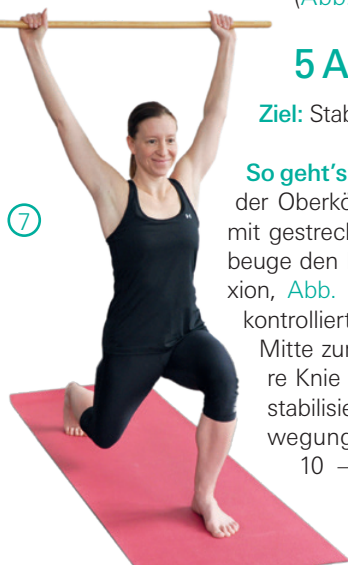 (Abb.
5 A
Ziel: Stab
7
So geht's
der Oberkö
mit gestrech
beuge den
xion, Abb.
kontrolliert
Mitte zur
re Knie
stabilisie
wegung
10 –